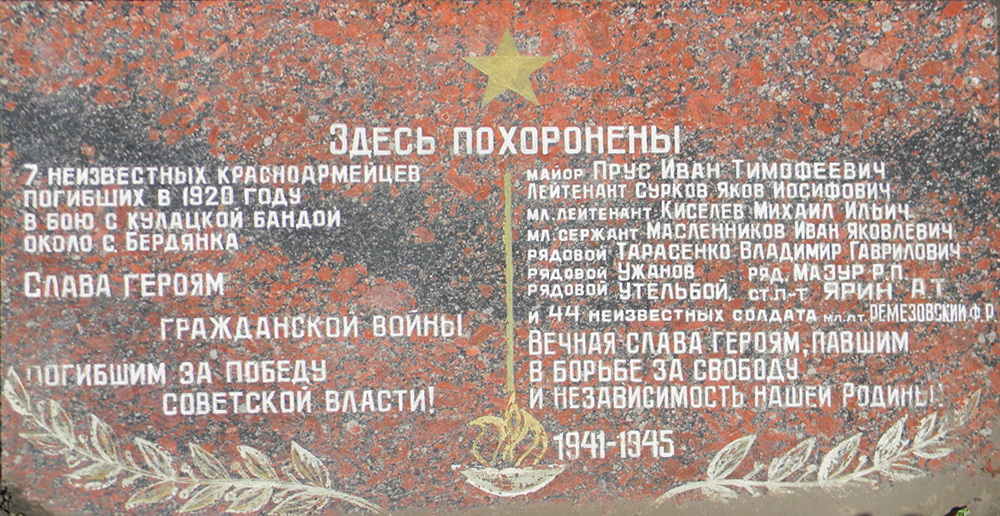 ЗДЕСЬ ПОХОРОНЕНЫ
7 НЕИЗВЕСТНЫХ КРАСНОАРМЕЙЦЕВ
ПОГИБШИХ В 1920 ГОДУ
В БОЮ С КУЛАЦКОЙ БАНДОЙ
ОКОЛО С. БЕРДЯНКА
СЛАВА ГЕРОЯМ
ГРАЖДАНСКОЙ ВОЙНЫ
ПОГИБШИМ ЗА ПОБЕДУ
СОВЕТСКОЙ ВЛАСТИ!
МАЙОР ПРУС ИВАН ТИМОФЕЕВИЧ
ЛЕЙТЕНАНТ СУРКОВ ЯКОВ ИОСИФОВИЧ
МЛ. ЛЕЙТЕНАНТ КИСЕЛЕВ МИХАИЛ ИЛЬИЧ
МЛ. СЕРЖАНТ МАСЛЕННИКОВ ИВАН ЯКОВЛЕВИЧ
РЯДОВОЙ ТАРАСЕНКО ВЛАДИМИР ГАВРИЛОВИЧ
РЯДОВОЙ УЖАНОВ РЯД. МАЗУР Р.П.
РЯДОВОЙ УТЕЛЬБОЙ, СТ.П-Т ЯРИН А.Т
И 44 НЕИЗВЕСТНЫХ СОЛДАТА МЛ.ЛТ. РЕМЕЗОВСКИЙ Ф.Р
ВЕЧНАЯ СЛАВА ГЕРОЯМ, ПАВШИМ
В БОРЬБЕ ЗА СВОБОДУ
И НЕЗАВИСИМОСТЬ НАШЕЙ РОДИНЫ!
1941-1945